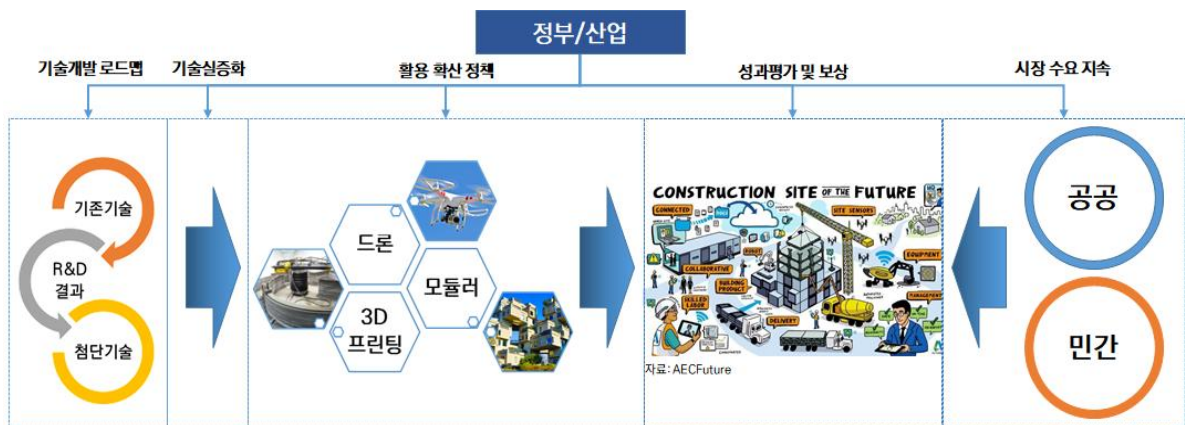 정부/산업
기술개발 로드맵
기술실증화
활용 확산 정책
성과평가 및 보상
시장 수요 지속
기존기술
R&D
결과
첨단기술
드론
모듈러
3D
프린팅
CONSTRUCTION SITE OF THE FUTURE
CONNECTED
SITE SENSORS
ROBOT
COLLABORATIVE
EQUIPMENT
BUILDING
PRODUCT
SKILLED
LABOR
MANAGEMENT
DELIVERY
자료: AECFuture
공공
민간